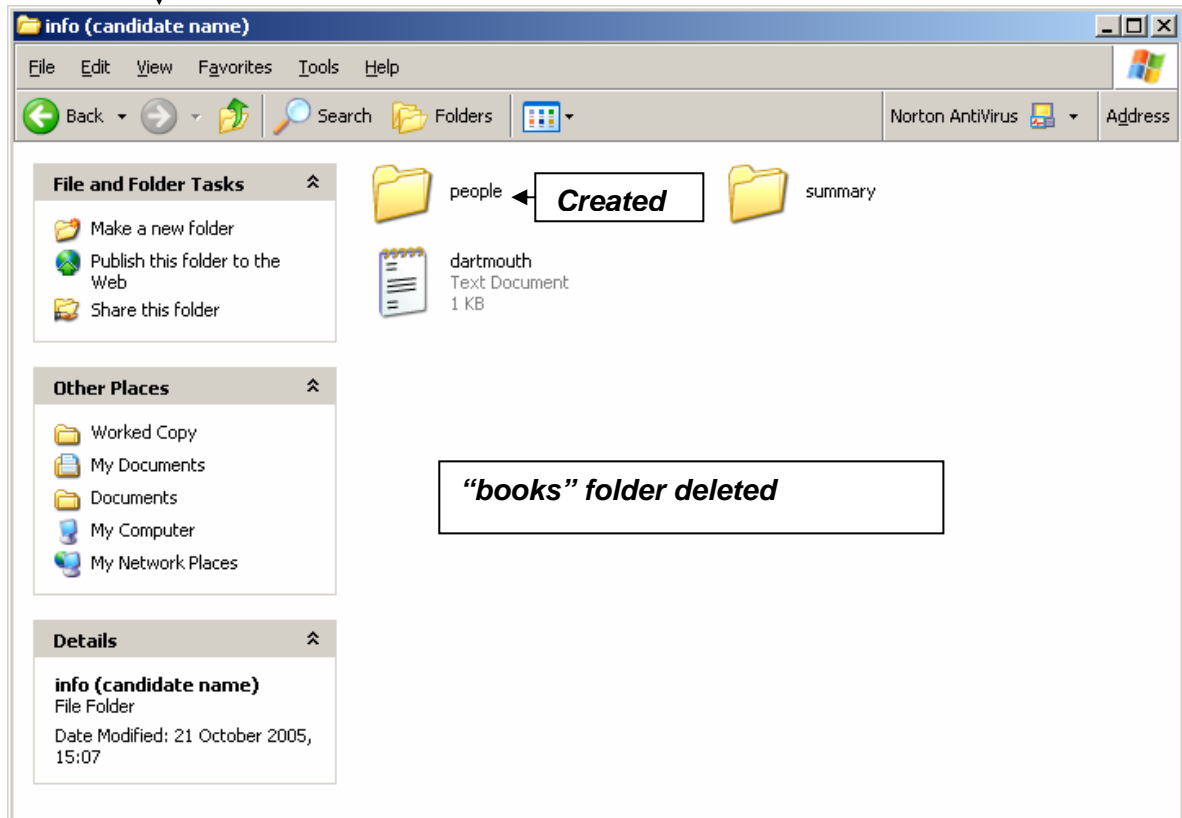 info (candidate name)
File Edit View Favorites Tools Help
Back Search Folders Norton AntiVirus Address
File and Folder Tasks
Make a new folder
Publish this folder to the
Web
Share this folder
people Created summary
dartmouth
Text Document
1 KB
Other Places
Worked Copy
My Documents
Documents
My Computer
My Network Places
“books” folder deleted
Details
info (candidate name)
File Folder
Date Modified: 21 October 2005,
15:07